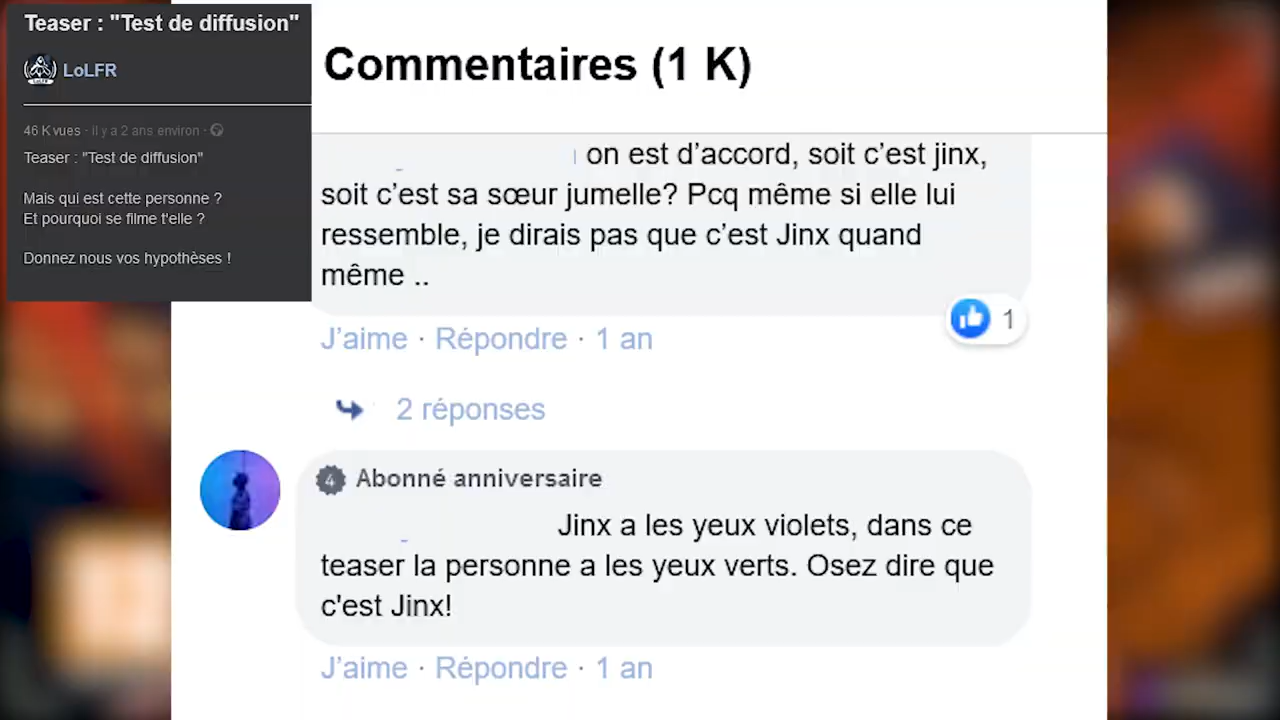 Teaser : "Test de diffusion"
LoLFR
46 K vues · il y a 2 ans environ ·
Teaser : "Test de diffusion"
Mais qui est cette personne ?
Et pourquoi se filme t'elle ?
Donnez nous vos hypothèses !
Commentaires (1 K)
on est d’accord, soit c’est jinx,
soit c’est sa sœur jumelle? Pcq même si elle lui
ressemble, je dirais pas que c’est Jinx quand
même ..
1
J’aime · Répondre · 1 an
2 réponses
4 Abonné anniversaire
Jinx a les yeux violets, dans ce
teaser la personne a les yeux verts. Osez dire que
c'est Jinx!
J’aime · Répondre · 1 an